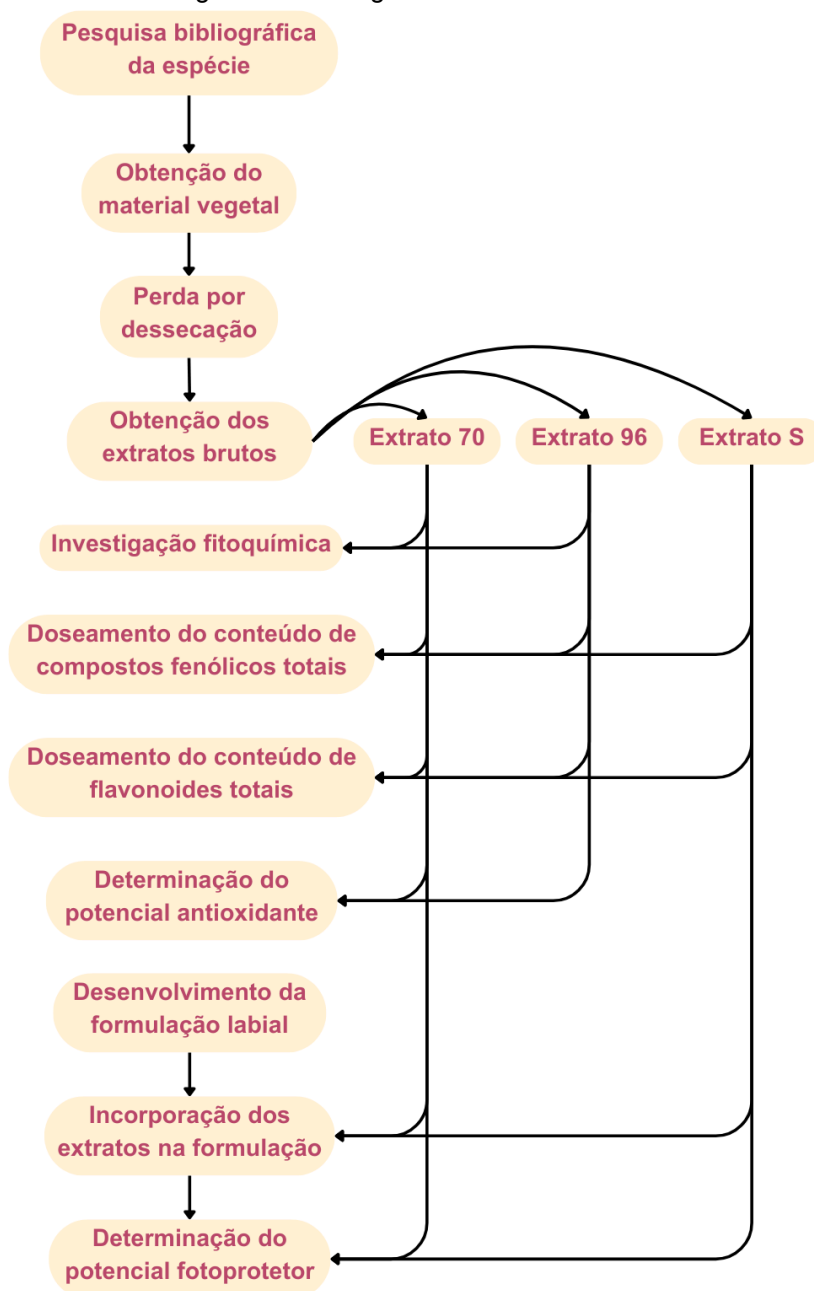 Pesquisa bibliográfica
da espécie
Obtenção do
material vegetal
Perda por
dessecação
Obtenção dos
extratos brutos
Extrato 70
Extrato 96
Extrato S
Investigação fitoquímica
Doseamento do conteúdo de
compostos fenólicos totais
Doseamento do conteúdo de
flavonoides totais
Determinação do
potencial antioxidante
Desenvolvimento da
formulação labial
Incorporação dos
extratos na formulação
Determinação do
potencial fotoprotetor